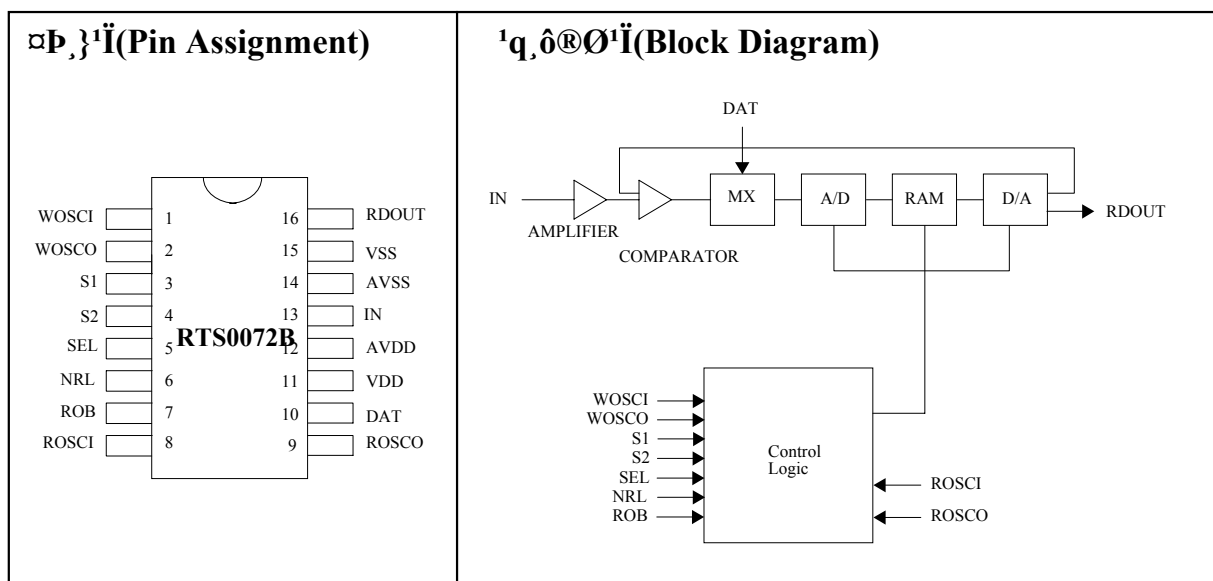 ¤Þ¸}¹Ï(Pin Assignment)
WOSCI 1 16 RDOUT
WOSCO 2 15 VSS
S1 3 14 AVSS
S2 4 13 IN
RTS0072B
SEL 5 12 AVDD
NRL 6 11 VDD
ROB 7 10 DAT
ROSCI 8 9 ROSCO
¹q¸ô®Ø¹Ï(Block Diagram)
DAT
IN MX A/D RAM D/A RDOUT
AMPLIFIER
COMPARATOR
WOSCI
WOSCO
S1
S2
SEL
NRL
ROB
Control
Logic
ROSCI
ROSCO